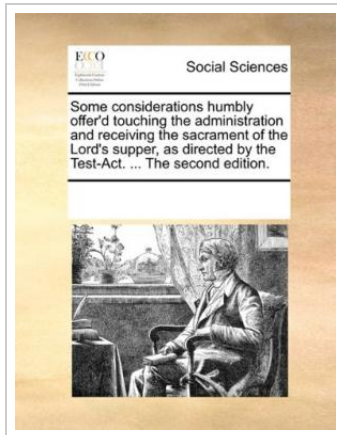 ECCO
Social Sciences
Some considerations humbly
offer'd touching the administration
and receiving the sacrament of the
Lord's supper, as directed by the
Test-Act. ... The second edition.